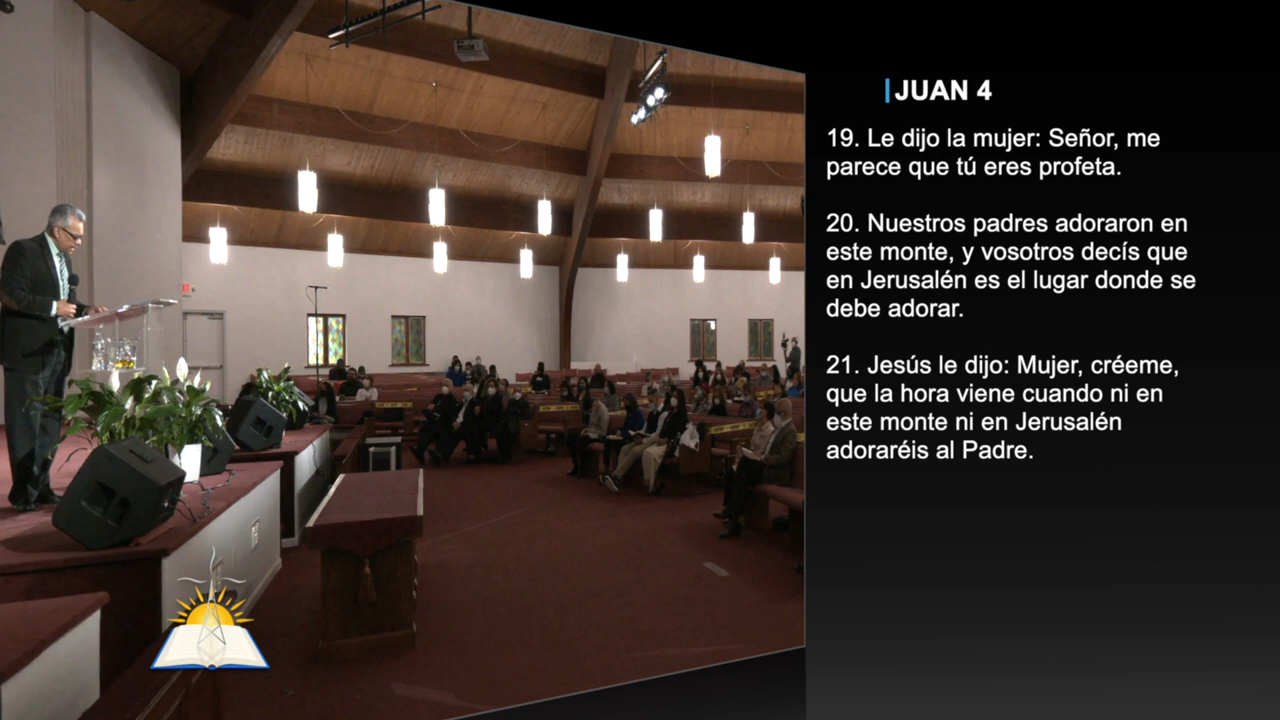 JUAN 4
19. Le dijo la mujer: Señor, me
parece que tú eres profeta.
20. Nuestros padres adoraron en
este monte, y vosotros decís que
en Jerusalén es el lugar donde se
debe adorar.
21. Jesús le dijo: Mujer, créeme,
que la hora viene cuando ni en
este monte ni en Jerusalén
adoraréis al Padre.